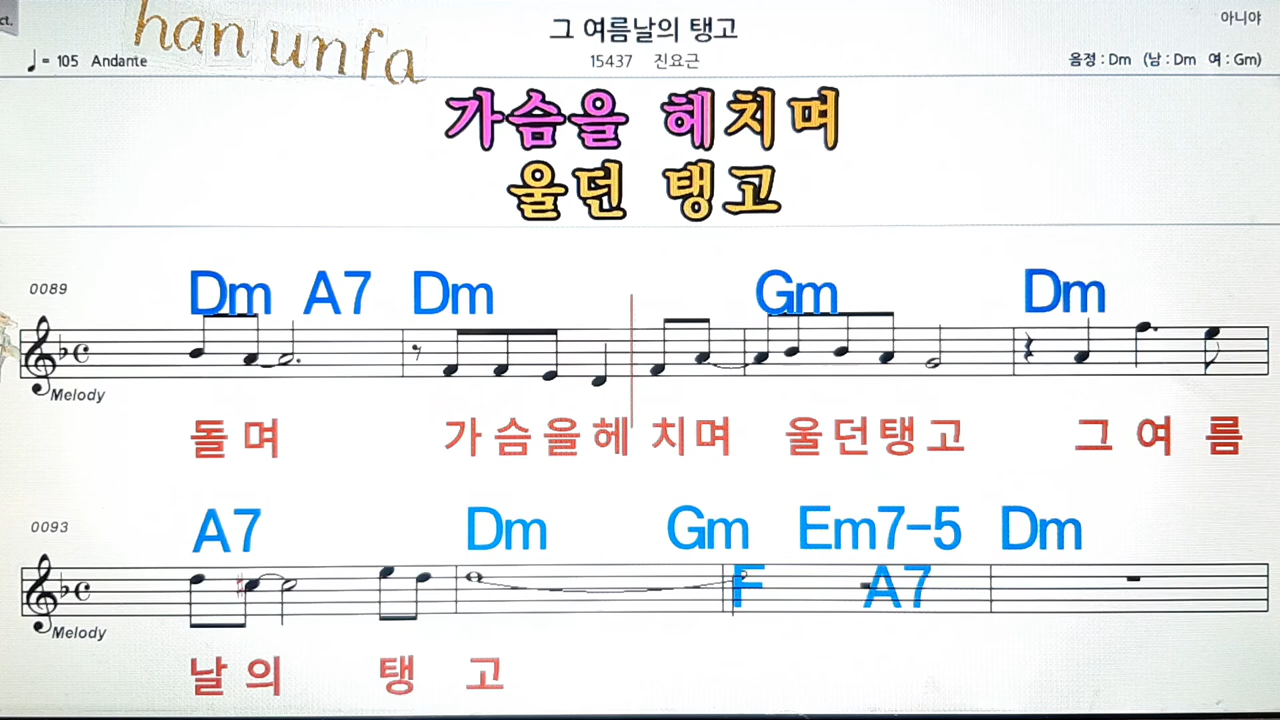 ct.
han unfa
그 여름날의 탱고
아니야
♩= 105 Andante
15437 진요근
음정 : Dm (남 : Dm 여 : Gm)
가슴을 헤치며
울던 탱고
0089
Dm A7 Dm Gm Dm
Melody
돌며 가슴을헤 치며 울던탱고 그여름
0093
A7 Dm Gm Em7-5 Dm
F A7
Melody
날의 탱 고